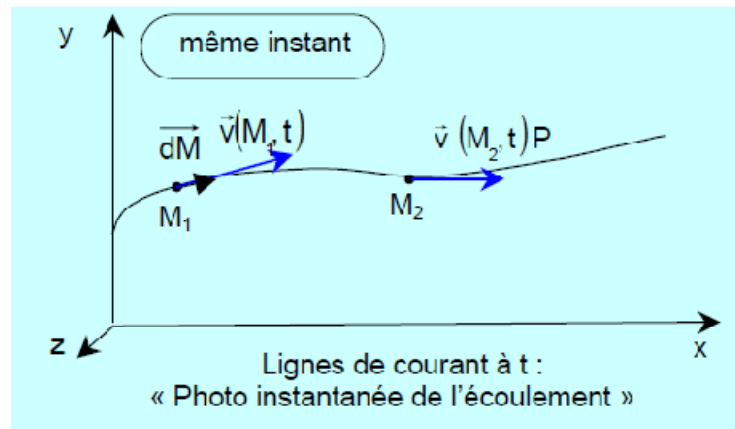 y
même instant
dM v(M₁,t)
v (M₂,t)P
M₁
M₂
z
x
Lignes de courant à t :
« Photo instantanée de l'écoulement »